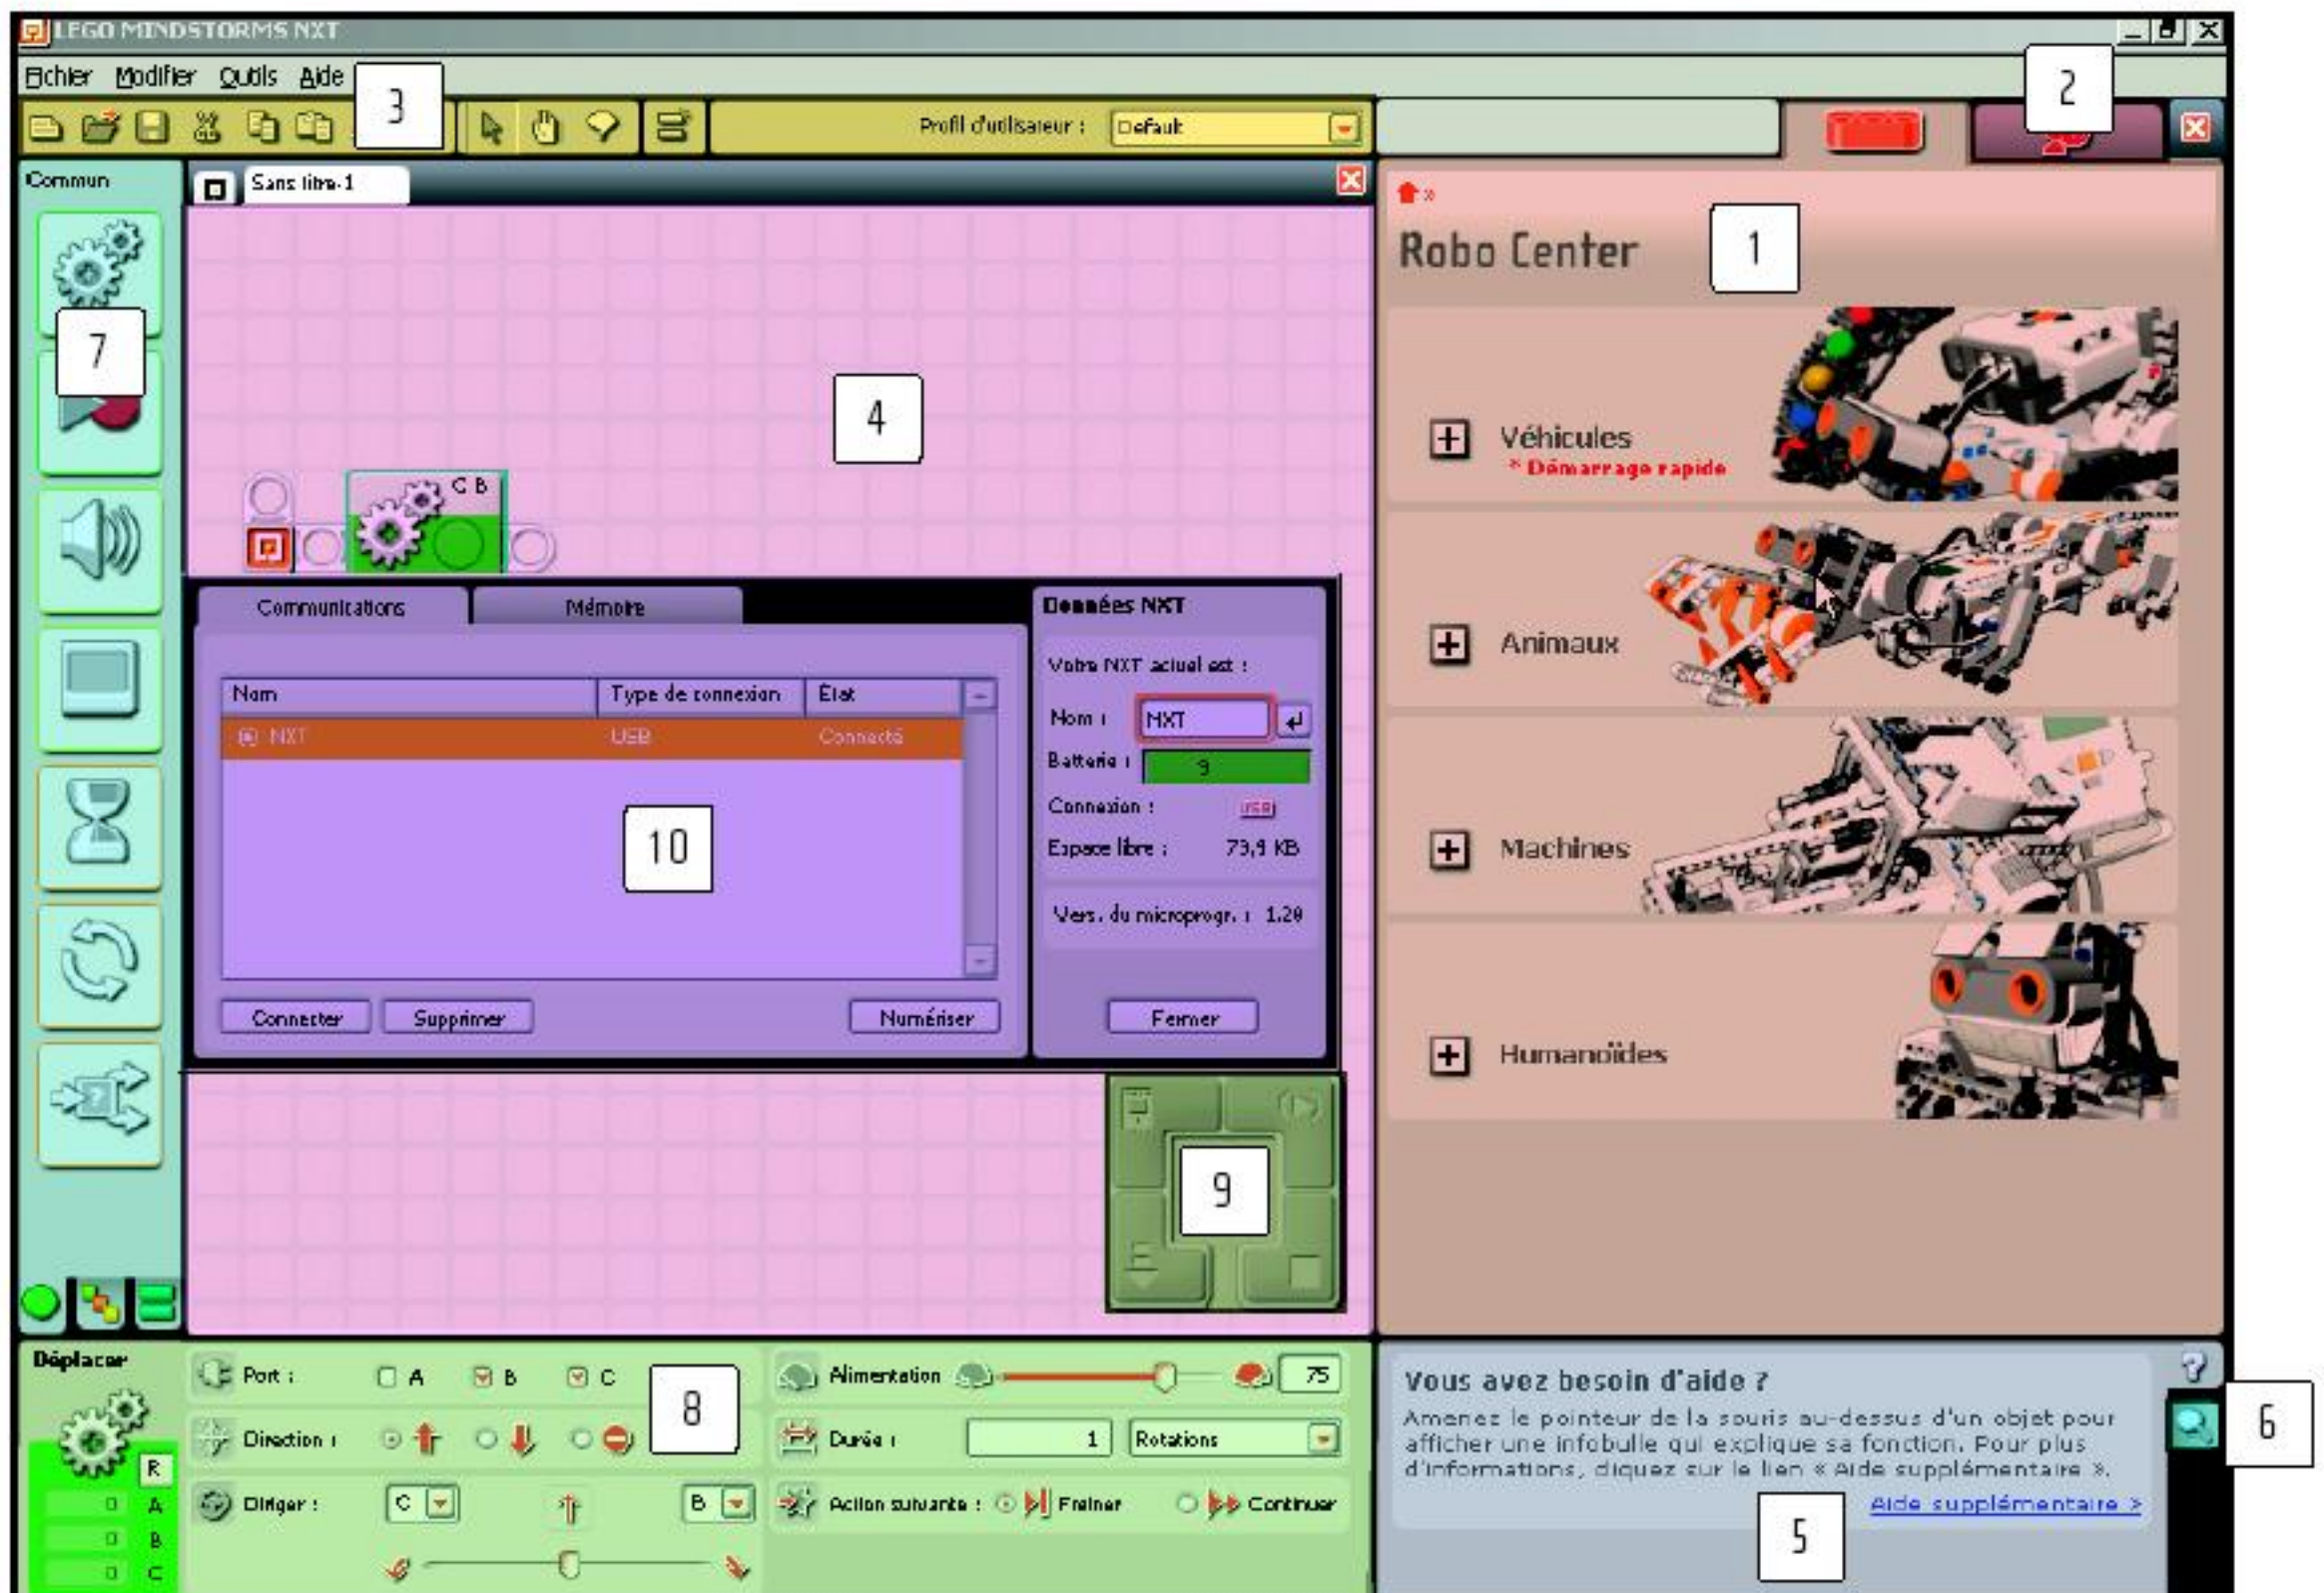 LEGO MINDSTORMS NXT
Fichier Modifier Outils Aide
2
3
Profil d'utilisateur : Default
Commun
Sans titre-1
»
Robo Center
1
7
4
Véhicules
* Démarrage rapide
C B
Animaux
Communications Mémoire
Données NXT
Votre NXT actuel est :
Nom Type de connexion État
Nom : NXT
NXT USB Connecté
Batterie : 9
Connexion : USB
10
Espace libre : 73,9 KB
Machines
Vers. du microprogr. : 1.28
Connecter Supprimer Numériser
Fermer
Humanoïdes
9
Déplacer
Port : A B C
8
Alimentation 75
Direction :
Durée : 1 Rotations
Diriger : C B
Action suivante : Freiner Continuer
R
0 A
0 B
0 C
Vous avez besoin d'aide ?
Amenez le pointeur de la souris au-dessus d'un objet pour
afficher une infobulle qui explique sa fonction. Pour plus
d'informations, cliquez sur le lien « Aide supplémentaire ».
Aide supplémentaire >
?
6
5